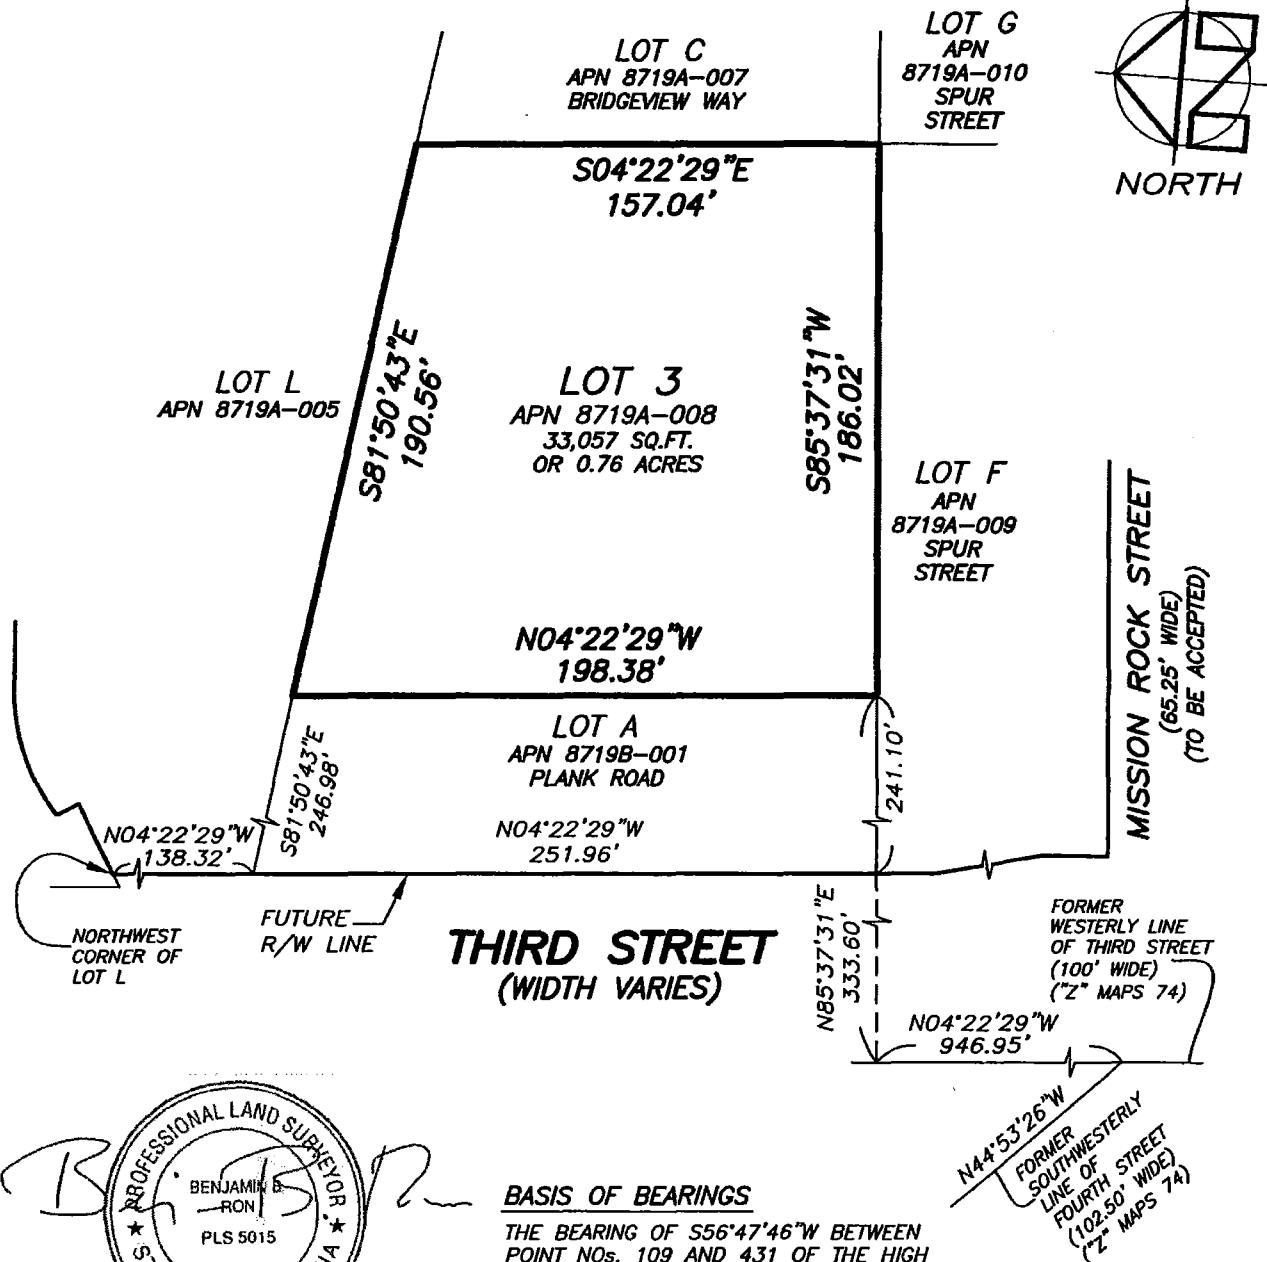 LOT C
APN 8719A-007
BRIDGEVIEW WAY
LOT G
APN
8719A-010
SPUR
STREET
NORTH
S04°22'29"E
157.04'
LOT L
APN 8719A-005
S81°50'43"E
190.56'
LOT 3
APN 8719A-008
33,057 SQ.FT.
OR 0.76 ACRES
S85°37'31"W
186.02'
LOT F
APN
8719A-009
SPUR
STREET
MISSION ROCK STREET
(65.25' WIDE)
(TO BE ACCEPTED)
N04°22'29"W
198.38'
LOT A
APN 8719B-001
PLANK ROAD
S81°50'43"E
246.98'
241.10'
N04°22'29"W
138.32'
N04°22'29"W
251.96'
NORTHWEST
CORNER OF
LOT L
FUTURE
R/W LINE
THIRD STREET
(WIDTH VARIES)
N85°37'31"E
333.60'
FORMER
WESTERLY LINE
OF THIRD STREET
(100' WIDE)
("Z" MAPS 74)
N04°22'29"W
946.95'
N44°53'26"W
FORMER
SOUTHWESTERLY
LINE OF
FOURTH STREET
(102.50' WIDE)
("Z" MAPS 74)
PROFESSIONAL LAND SURVEYOR
BENJAMIN B
RON
PLS 5015
BASIS OF BEARINGS
THE BEARING OF S56°47'46"W BETWEEN
POINT NOs. 109 AND 431 OF THE HIGH